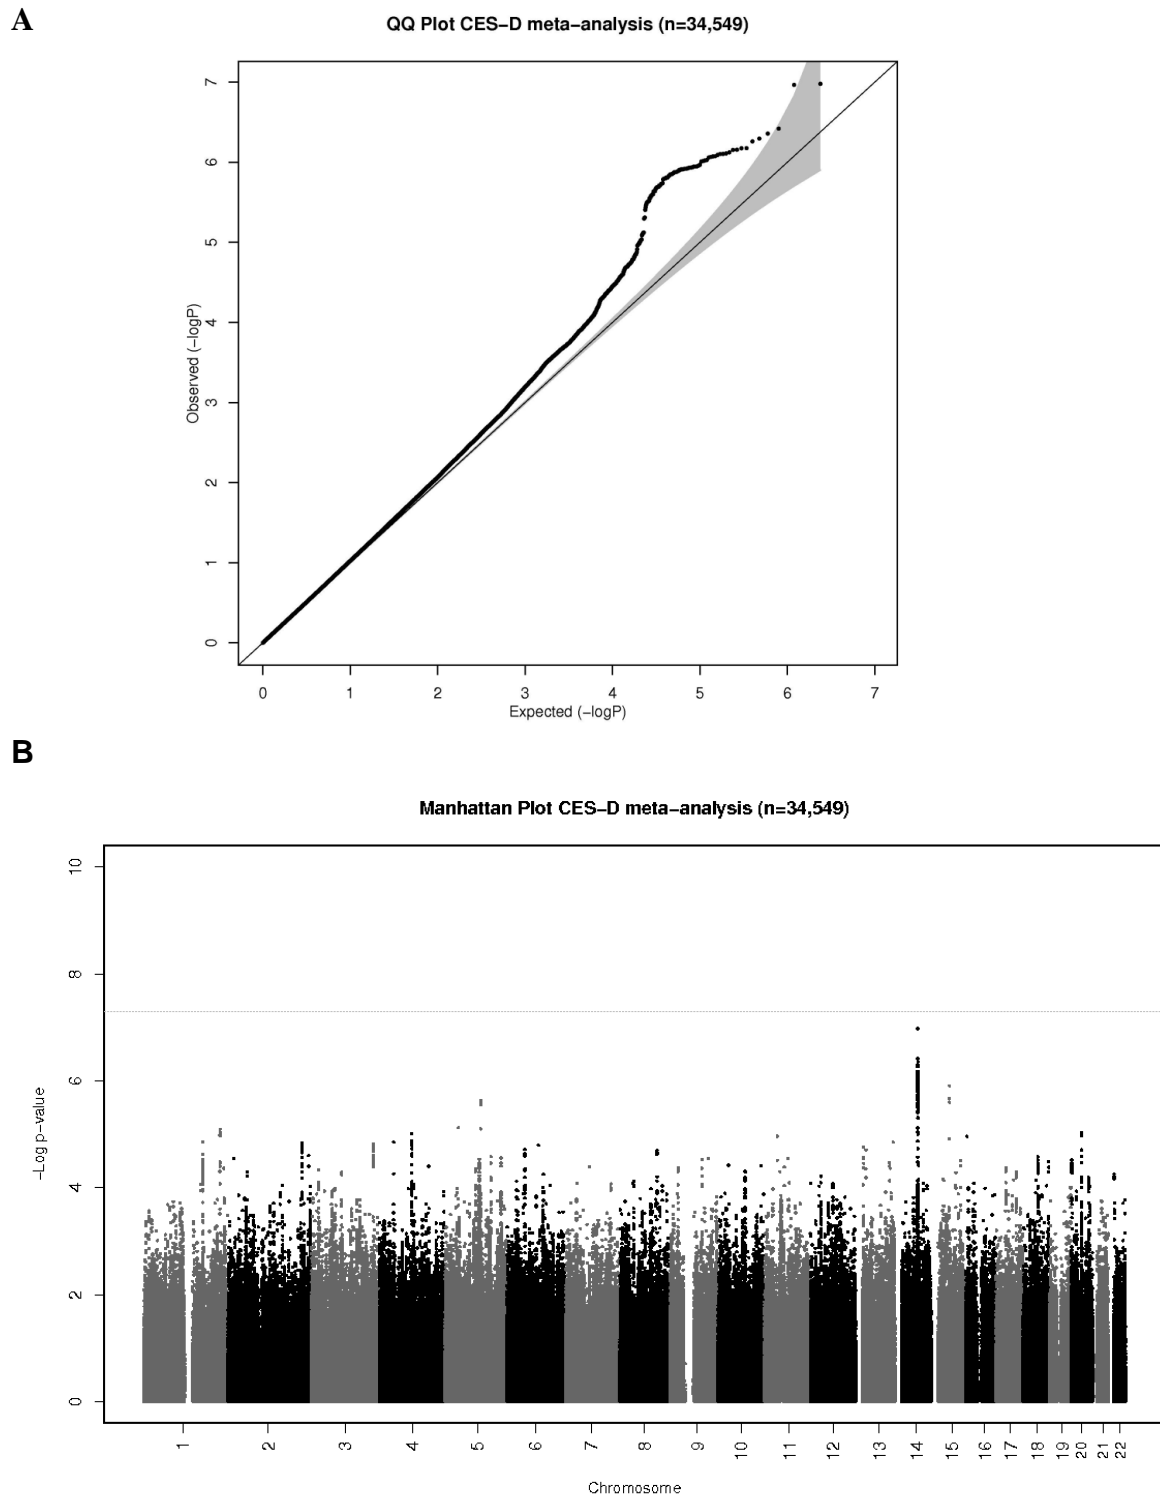 A
QQ Plot CES−D meta−analysis (n=34,549)
7
6
5
4
3
2
1
0
Observed (−logP)
0 1 2 3 4 5 6 7
Expected (−logP)
B
Manhattan Plot CES−D meta−analysis (n=34,549)
10
8
6
4
2
0
−Log p−value
1 2 3 4 5 6 7 8 9 10 11 12 13 14 15 16 17 18 19 20 21 22
Chromosome